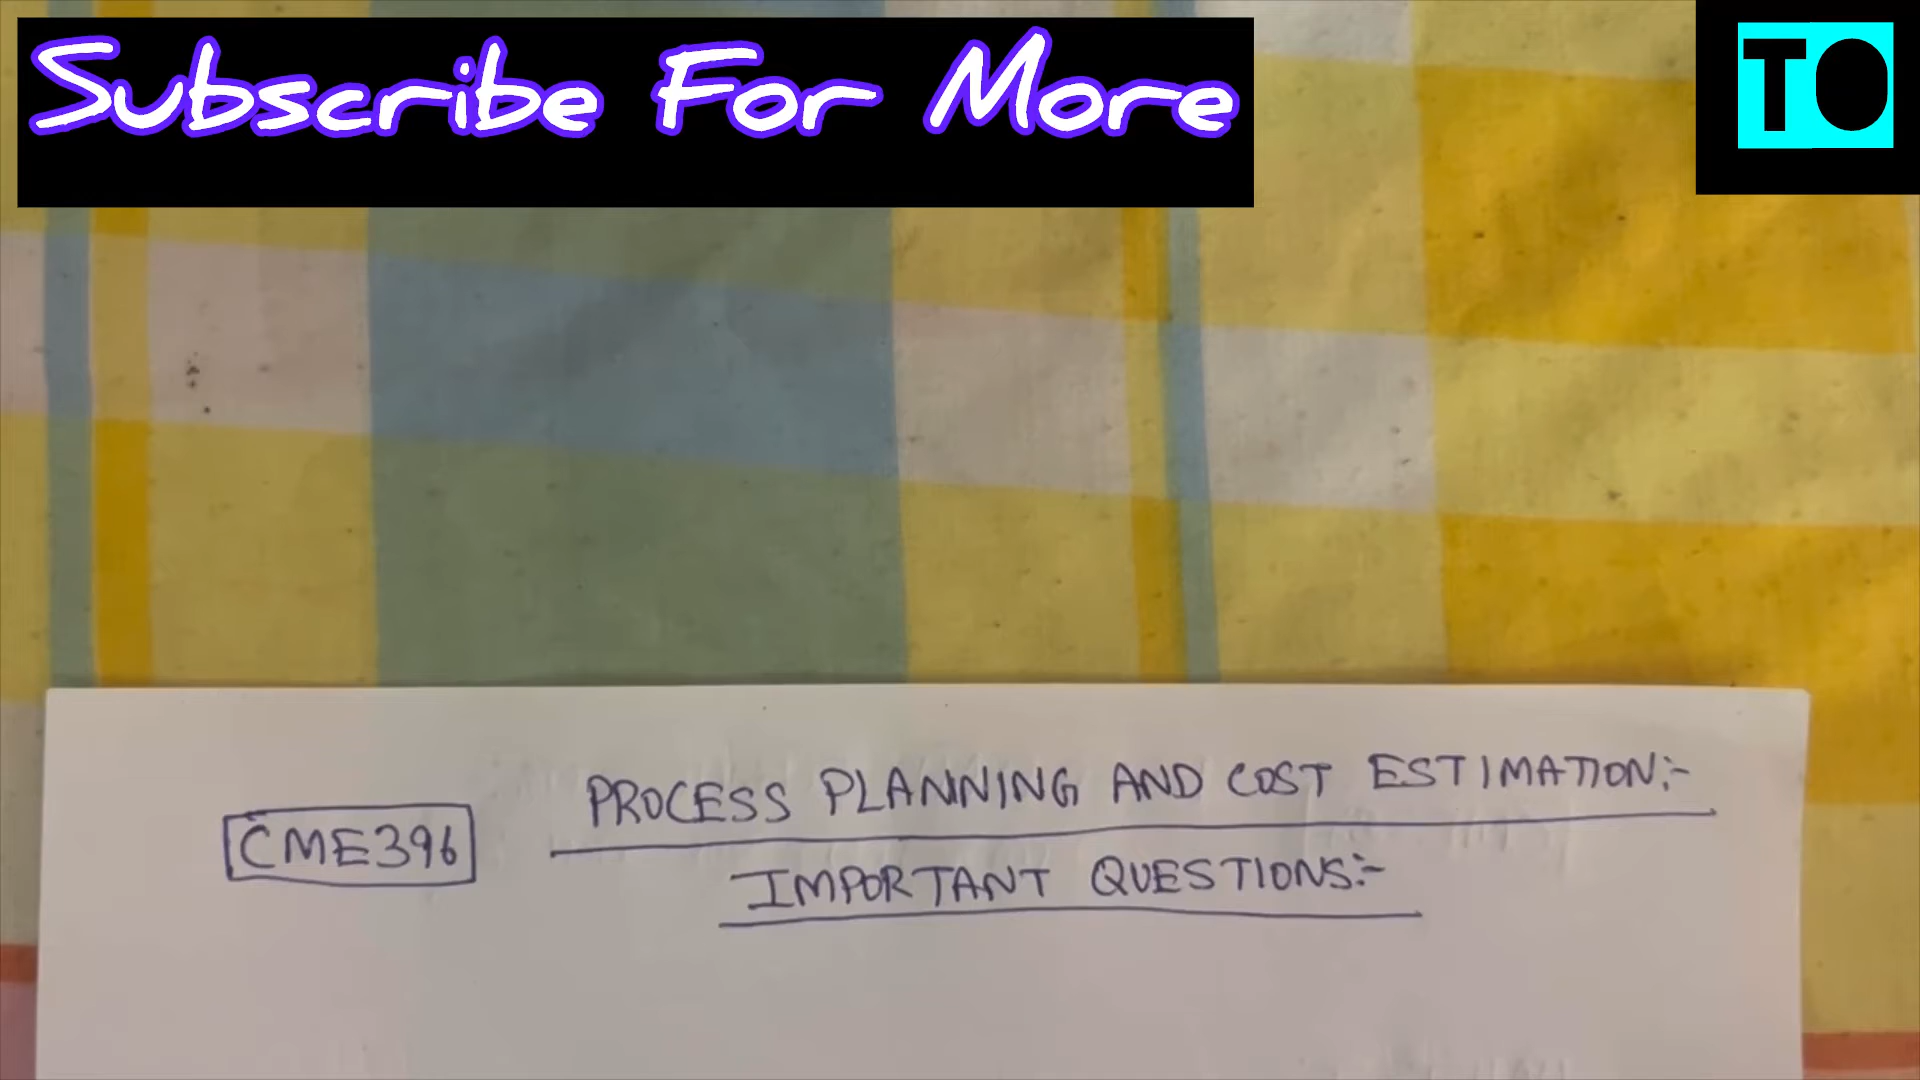 Subscribe For More
TO
PROCESS PLANNING AND COST ESTIMATION:-
CME396
IMPORTANT QUESTIONS:-